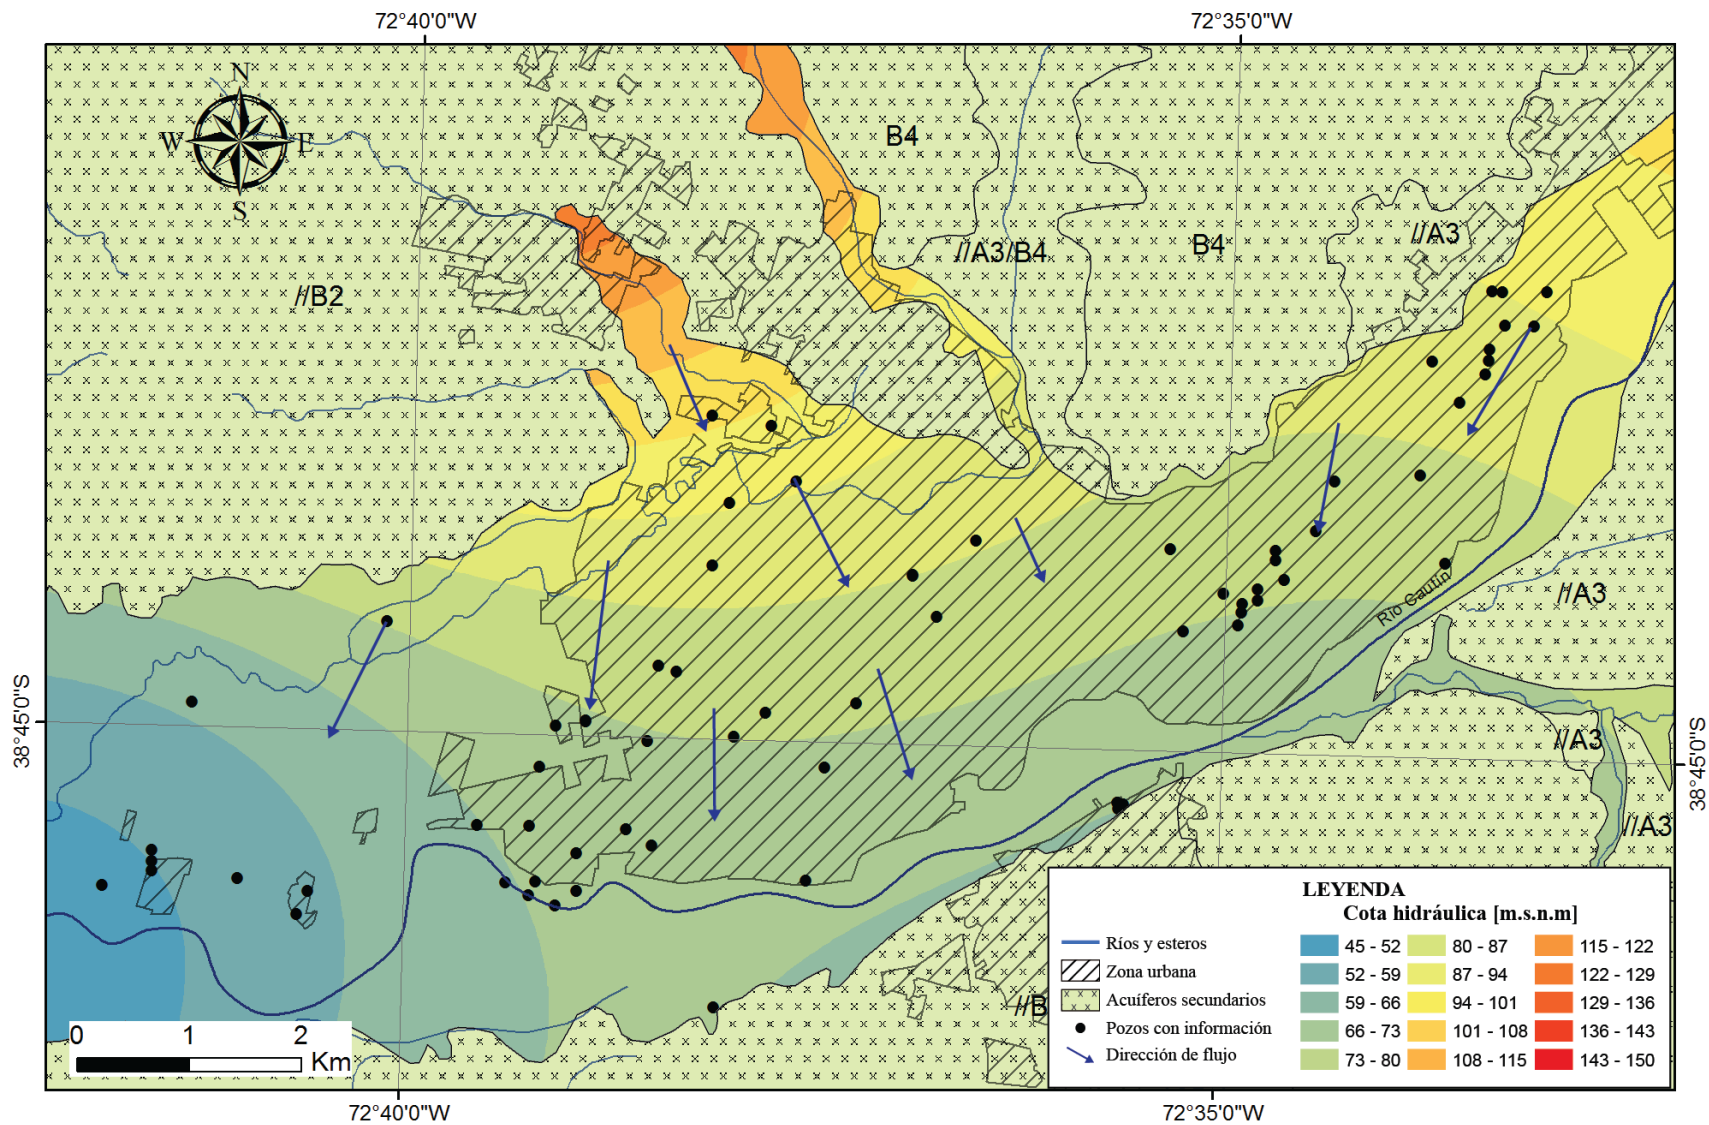 72°40'0"W
72°35'0"W
N
W
E
S
B4
//A3
//A3/B4
B4
//B2
//A3
Río Cautín
38°45'0"S
38°45'0"S
//A3
//A3
//B
LEYENDA
Cota hidráulica [m.s.n.m]
Ríos y esteros
Zona urbana
Acuíferos secundarios
Pozos con información
Dirección de flujo
45 - 52
52 - 59
59 - 66
66 - 73
73 - 80
80 - 87
87 - 94
94 - 101
101 - 108
108 - 115
115 - 122
122 - 129
129 - 136
136 - 143
143 - 150
0 1 2
Km
72°40'0"W
72°35'0"W